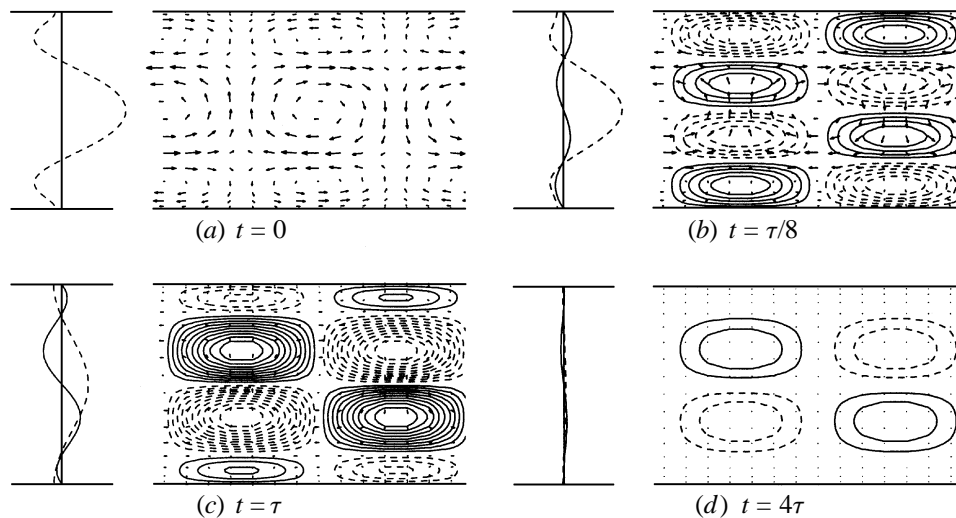 (a) t = 0
(b) t = τ/8
(c) t = τ
(d) t = 4τ